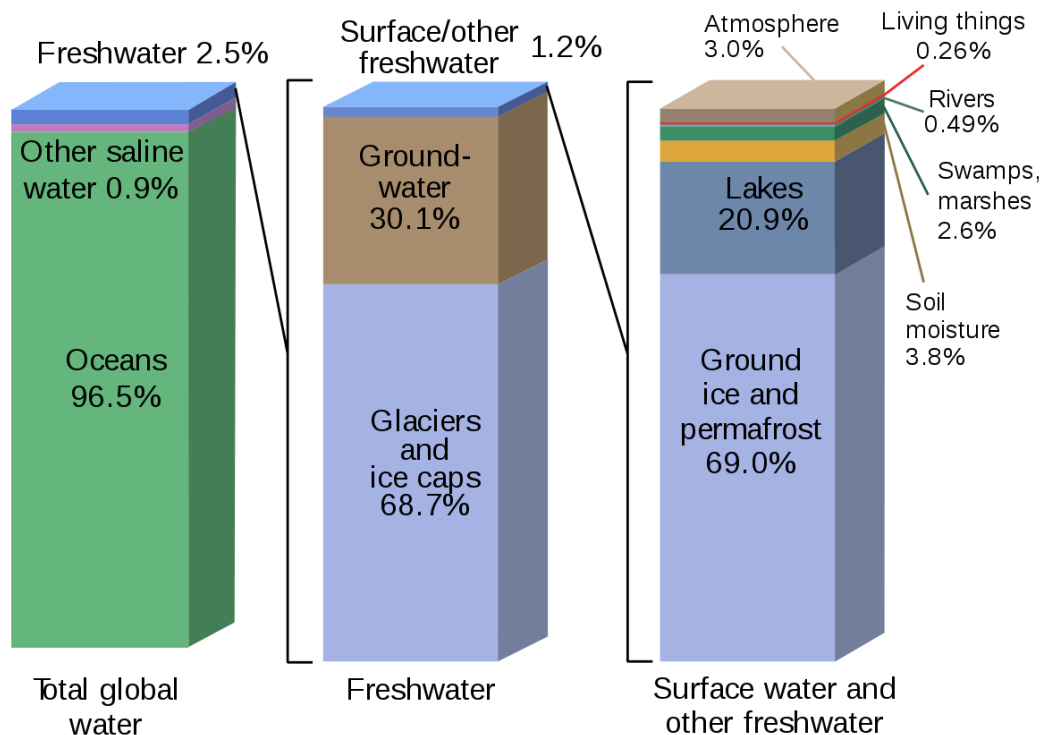 Freshwater 2.5%
Other saline
water 0.9%
Oceans
96.5%
Total global
water
Surface/other
freshwater
1.2%
Ground-
water
30.1%
Glaciers
and
ice caps
68.7%
Freshwater
Atmosphere
3.0%
Living things
0.26%
Rivers
0.49%
Swamps,
marshes
2.6%
Soil
moisture
3.8%
Lakes
20.9%
Ground
ice and
permafrost
69.0%
Surface water and
other freshwater